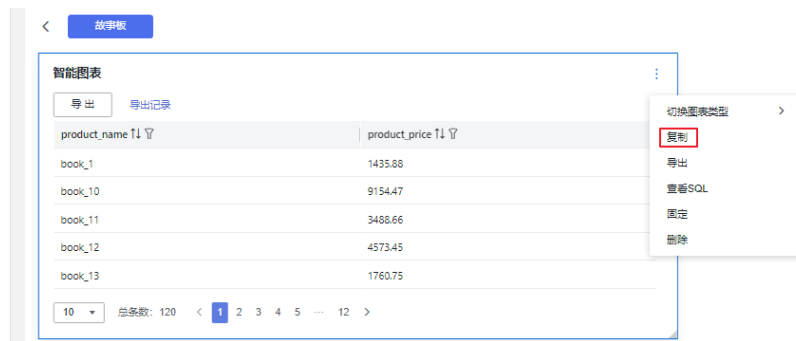 故事板
智能图表
导出 导出记录
product_name product_price
book_1 1435.88
book_10 9154.47
book_11 3488.66
book_12 4573.45
book_13 1760.75
10 总条数: 120 < 1 2 3 4 5 ··· 12 >
切换图表类型 >
复制
导出
查看SQL
固定
删除